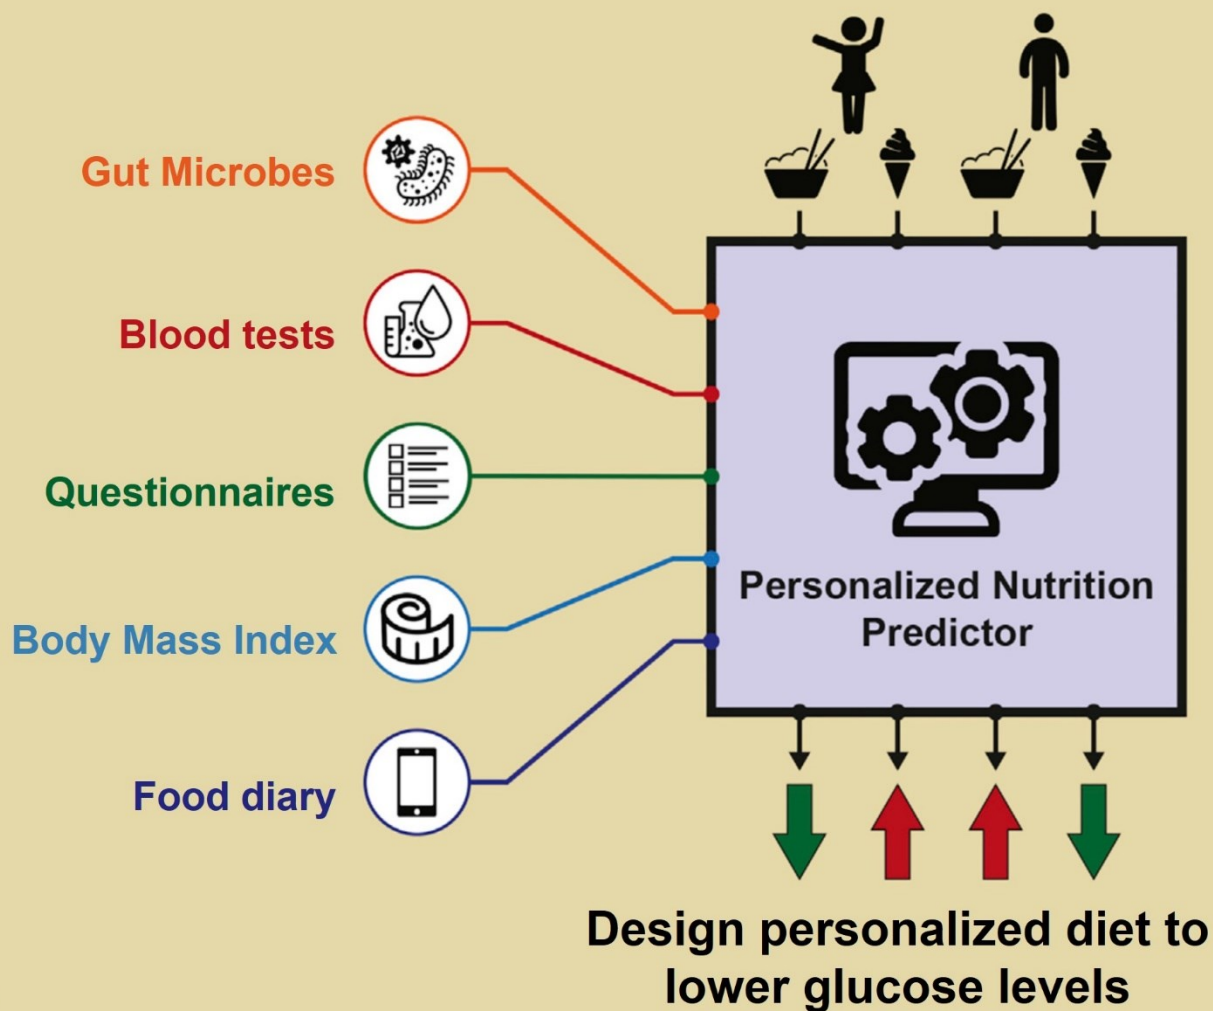 Gut Microbes
Blood tests
Questionnaires
Body Mass Index
Food diary
Personalized Nutrition
Predictor
Design personalized diet to
lower glucose levels